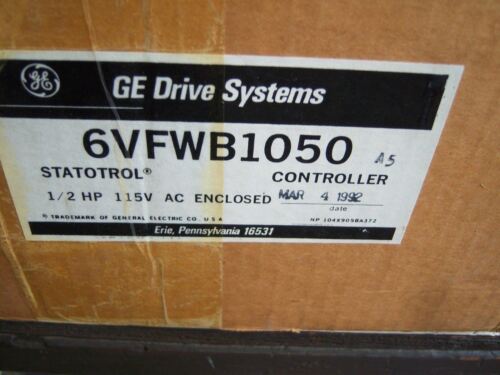 GE GE Drive Systems
6VFWB1050 A5
STATOTROL® CONTROLLER
1/2 HP 115V AC ENCLOSED MAR 4 1992
date
® TRADEMARK OF GENERAL ELECTRIC CO., U S A NP 104X905BA372
Erie, Pennsylvania 16531